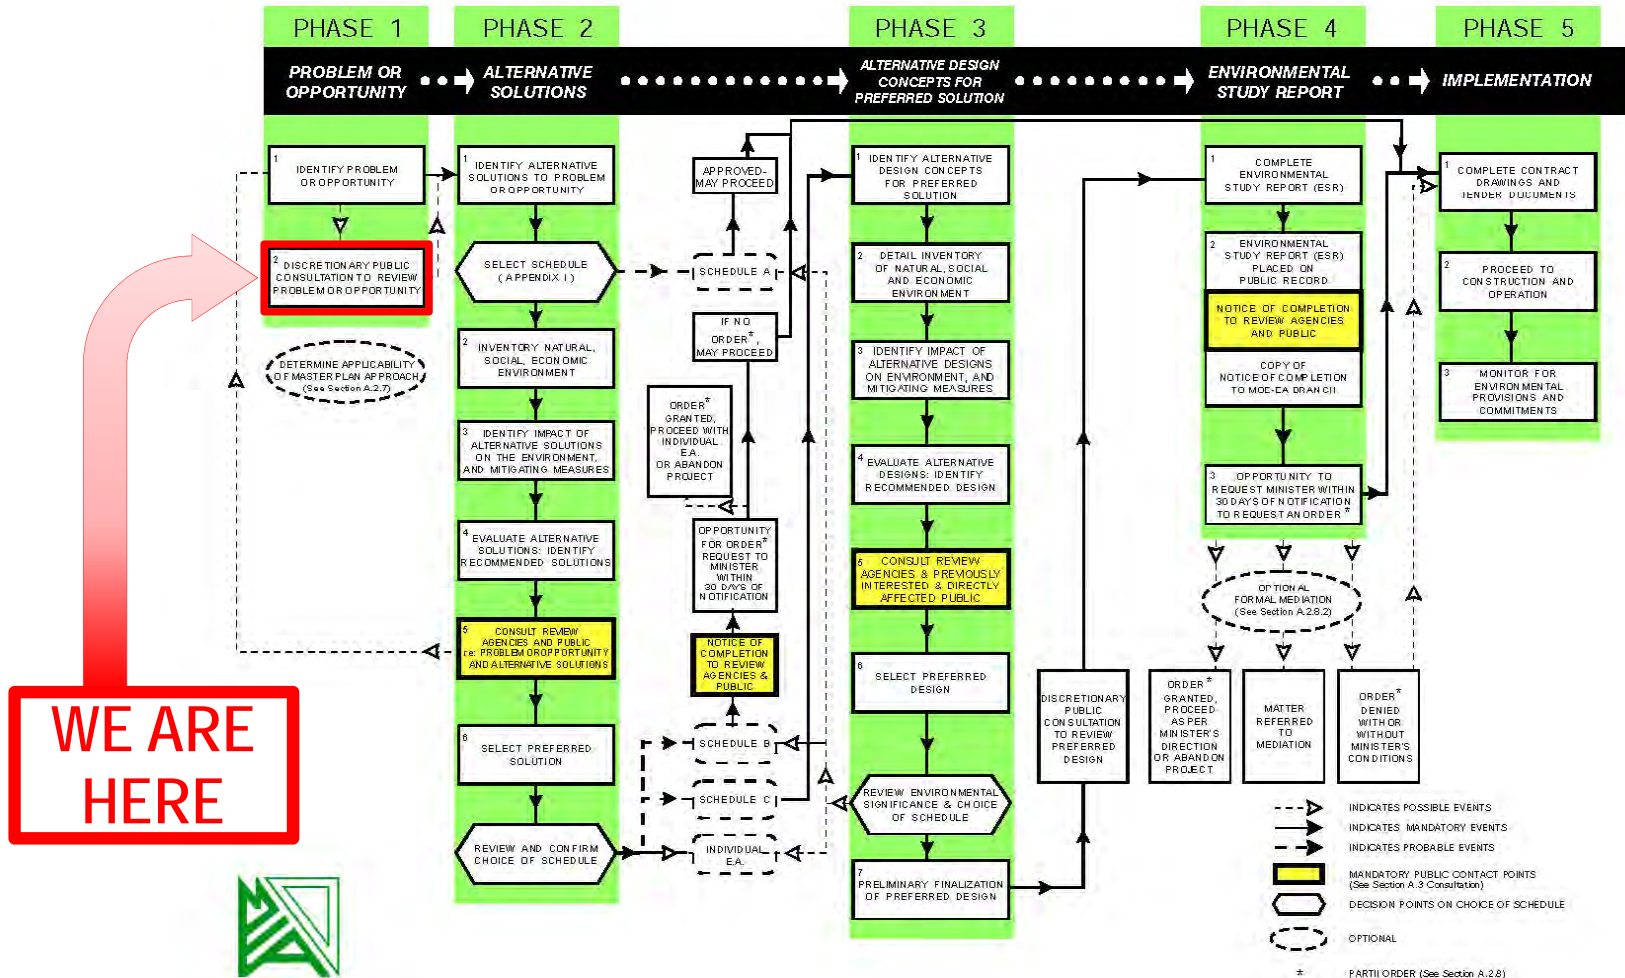 PHASE 1
PHASE 2
PHASE 3
PHASE 4
PHASE 5
PROBLEM OR
OPPORTUNITY
ALTERNATIVE
SOLUTIONS
ALTERNATIVE DESIGN
CONCEPTS FOR
PREFERRED SOLUTION
ENVIRONMENTAL
STUDY REPORT
IMPLEMENTATION
1
IDENTIFY PROBLEM
OR OPPORTUNITY
2
DISCRETIONARY PUBLIC
CONSULTATION TO REVIEW
PROBLEM OR OPPORTUNITY
DETERMINE APPLICABILITY
OF MASTER PLAN APPROACH
(See Section A.2.7)
WE ARE
HERE
1
IDENTIFY ALTERNATIVE
SOLUTIONS TO PROBLEM
OR OPPORTUNITY
SELECT SCHEDULE
(APPENDIX I)
2
INVENTORY NATURAL,
SOCIAL, ECONOMIC
ENVIRONMENT
3
IDENTIFY IMPACT OF
ALTERNATIVE SOLUTIONS
ON THE ENVIRONMENT,
AND MITIGATING MEASURES
4
EVALUATE ALTERNATIVE
SOLUTIONS: IDENTIFY
RECOMMENDED SOLUTIONS
5
CONSULT REVIEW
AGENCIES AND PUBLIC
re: PROBLEM OR OPPORTUNITY
AND ALTERNATIVE SOLUTIONS
6
SELECT PREFERRED
SOLUTION
REVIEW AND CONFIRM
CHOICE OF SCHEDULE
APPROVED-
MAY PROCEED
SCHEDULE A
IF NO
ORDER*,
MAY PROCEED
ORDER*
GRANTED,
PROCEED WITH
INDIVIDUAL
E.A.
OR ABANDON
PROJECT
OPPORTUNITY
FOR ORDER*
REQUEST TO
MINISTER
WITHIN
30 DAYS OF
NOTIFICATION
NOTICE OF
COMPLETION
TO REVIEW
AGENCIES &
PUBLIC
SCHEDULE B
SCHEDULE C
INDIVIDUAL
E.A.
1
IDENTIFY ALTERNATIVE
DESIGN CONCEPTS
FOR PREFERRED
SOLUTION
2
DETAIL INVENTORY
OF NATURAL, SOCIAL
AND ECONOMIC
ENVIRONMENT
3
IDENTIFY IMPACT OF
ALTERNATIVE DESIGNS
ON ENVIRONMENT, AND
MITIGATING MEASURES
4
EVALUATE ALTERNATIVE
DESIGNS: IDENTIFY
RECOMMENDED DESIGN
5
CONSULT REVIEW
AGENCIES & PREVIOUSLY
INTERESTED & DIRECTLY
AFFECTED PUBLIC
6
SELECT PREFERRED
DESIGN
REVIEW ENVIRONMENTAL
SIGNIFICANCE & CHOICE
OF SCHEDULE
7
PRELIMINARY FINALIZATION
OF PREFERRED DESIGN
DISCRETIONARY
PUBLIC
CONSULTATION
TO REVIEW
PREFERRED
DESIGN
1
COMPLETE
ENVIRONMENTAL
STUDY REPORT (ESR)
2
ENVIRONMENTAL
STUDY REPORT (ESR)
PLACED ON
PUBLIC RECORD
NOTICE OF COMPLETION
TO REVIEW AGENCIES
AND PUBLIC
COPY OF
NOTICE OF COMPLETION
TO MOE-EA BRANCH
3
OPPORTUNITY TO
REQUEST MINISTER WITHIN
30 DAYS OF NOTIFICATION
TO REQUEST AN ORDER*
OPTIONAL
FORMAL MEDIATION
(See Section A.2.8.2)
ORDER*
GRANTED,
PROCEED
AS PER
MINISTER'S
DIRECTION
OR ABANDON
PROJECT
MATTER
REFERRED
TO
MEDIATION
ORDER*
DENIED
WITH OR
WITHOUT
MINISTER'S
CONDITIONS
1
COMPLETE CONTRACT
DRAWINGS AND
TENDER DOCUMENTS
2
PROCEED TO
CONSTRUCTION AND
OPERATION
3
MONITOR FOR
ENVIRONMENTAL
PROVISIONS AND
COMMITMENTS
INDICATES POSSIBLE EVENTS
INDICATES MANDATORY EVENTS
INDICATES PROBABLE EVENTS
MANDATORY PUBLIC CONTACT POINTS
(See Section A.3 Consultation)
DECISION POINTS ON CHOICE OF SCHEDULE
OPTIONAL
* PART II ORDER (See Section A.2.8)
MEA